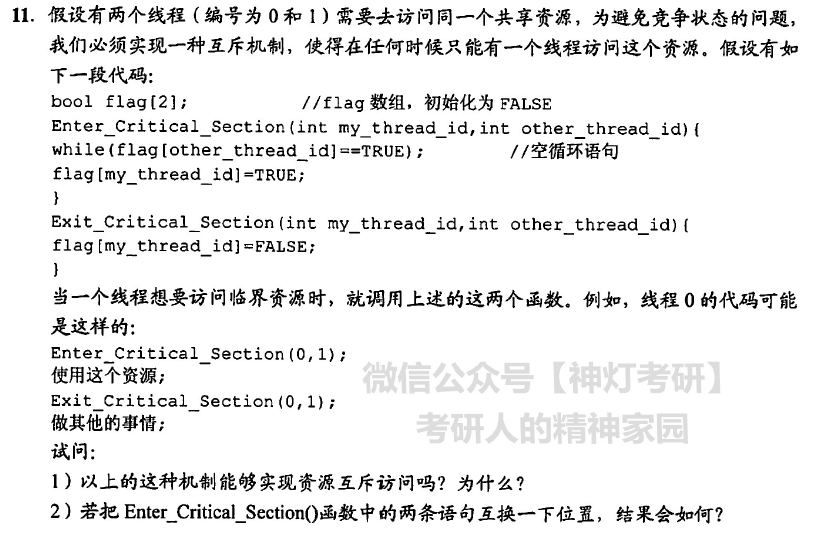 11. 假设有两个线程（编号为 0 和 1）需要去访问同一个共享资源，为避免竞争状态的问题，
我们必须实现一种互斥机制，使得在任何时候只能有一个线程访问这个资源。假设有如
下一段代码：
bool flag[2];              //flag 数组，初始化为 FALSE
Enter_Critical_Section(int my_thread_id,int other_thread_id){
while(flag[other_thread_id]==TRUE);              //空循环语句
flag[my_thread_id]=TRUE;
}
Exit_Critical_Section(int my_thread_id,int other_thread_id){
flag[my_thread_id]=FALSE;
}
当一个线程想要访问临界资源时，就调用上述的这两个函数。例如，线程 0 的代码可能
是这样的：
Enter_Critical_Section(0,1);
使用这个资源;
Exit_Critical_Section(0,1);
做其他的事情;
试问：
1）以上的这种机制能够实现资源互斥访问吗？为什么？
2）若把 Enter_Critical_Section()函数中的两条语句互换一下位置，结果会如何？
微信公众号【神灯考研】
考研人的精神家园